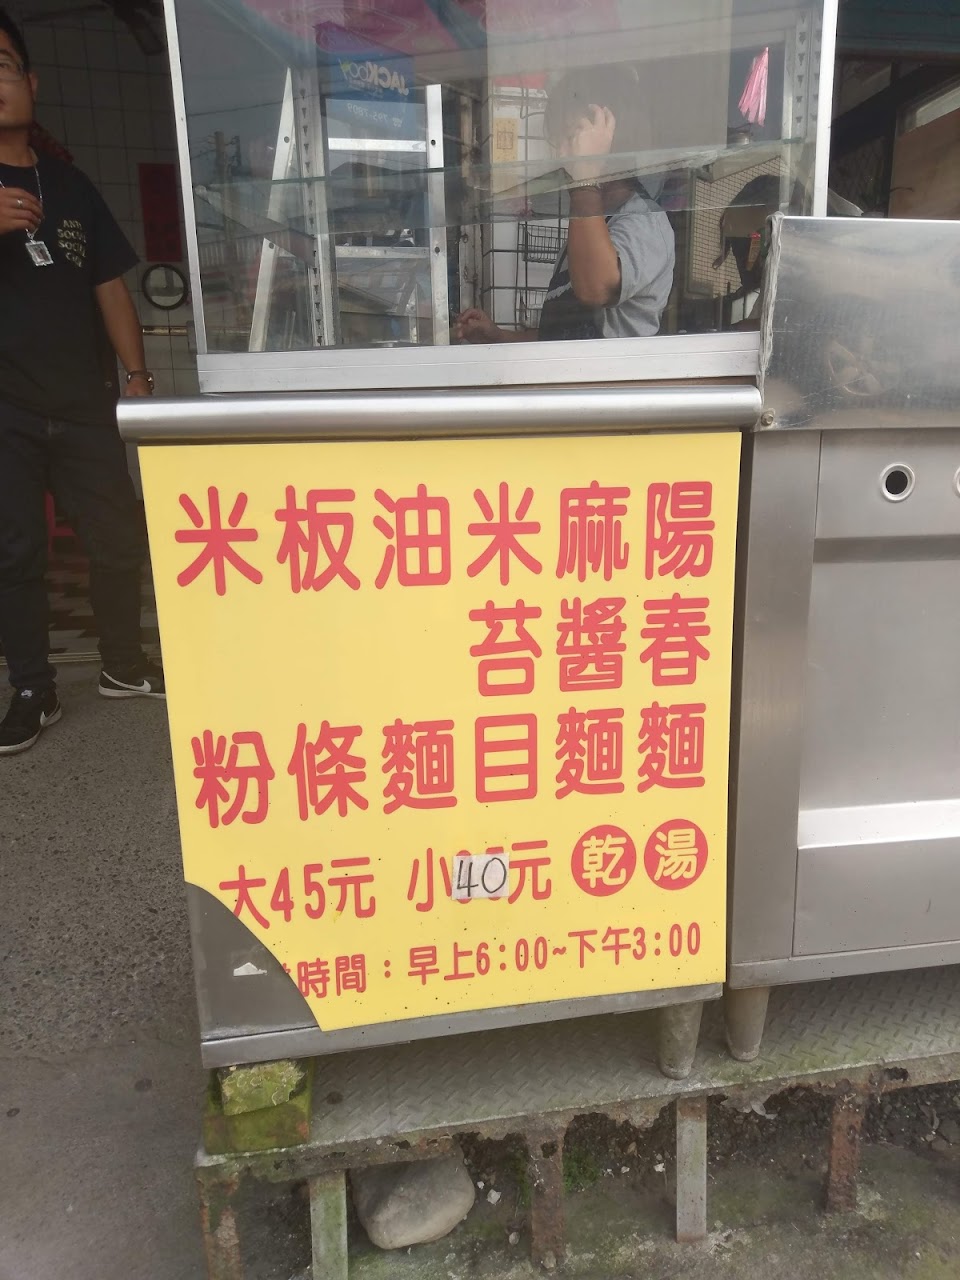 陽春麵
麻醬麵
米苔目
油麵
板條
米粉
大45元 小40元 乾 湯
時間：早上6:00~下午3:00